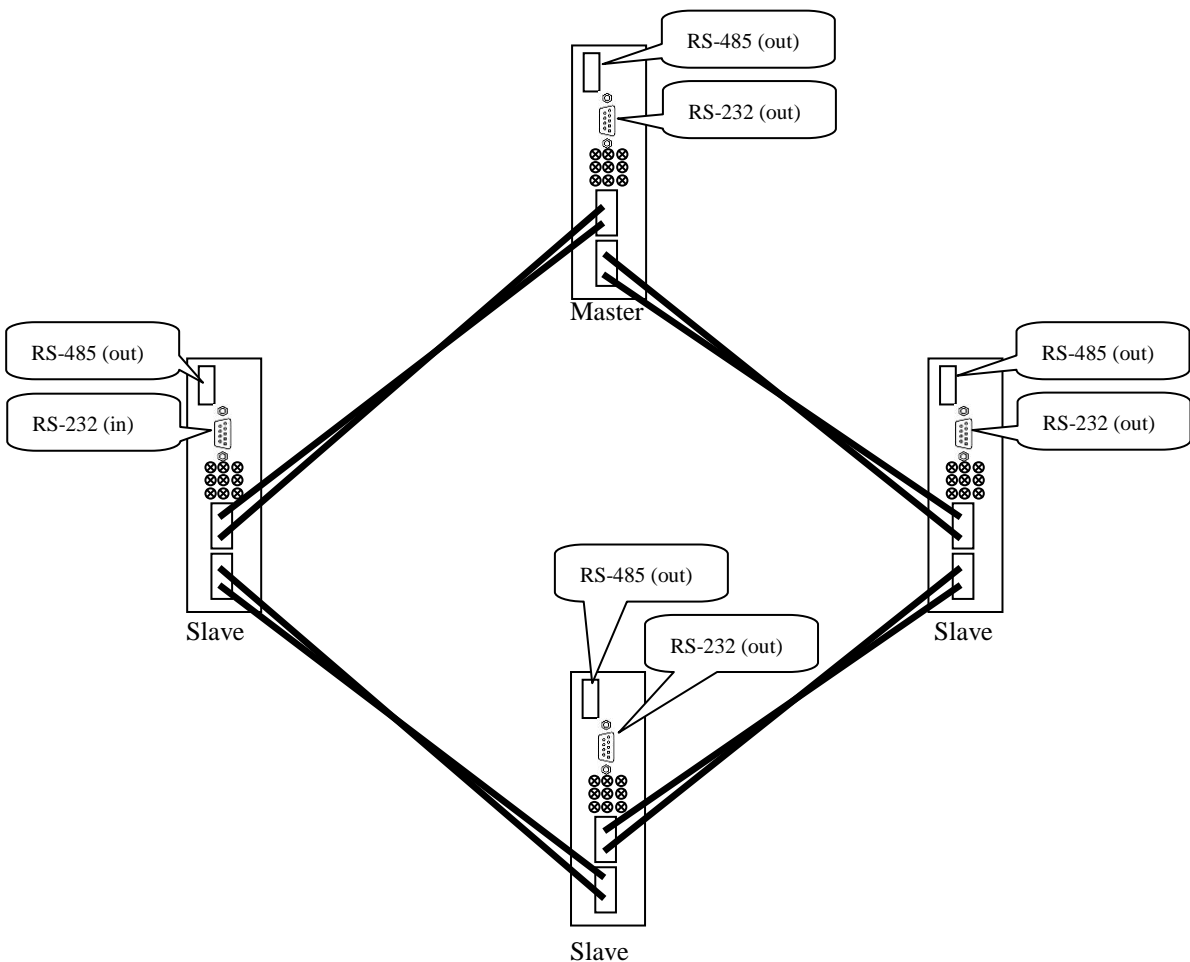 RS-485 (out)
RS-232 (out)
Master
RS-485 (out)
RS-232 (in)
Slave
RS-485 (out)
RS-232 (out)
Slave
RS-485 (out)
RS-232 (out)
Slave